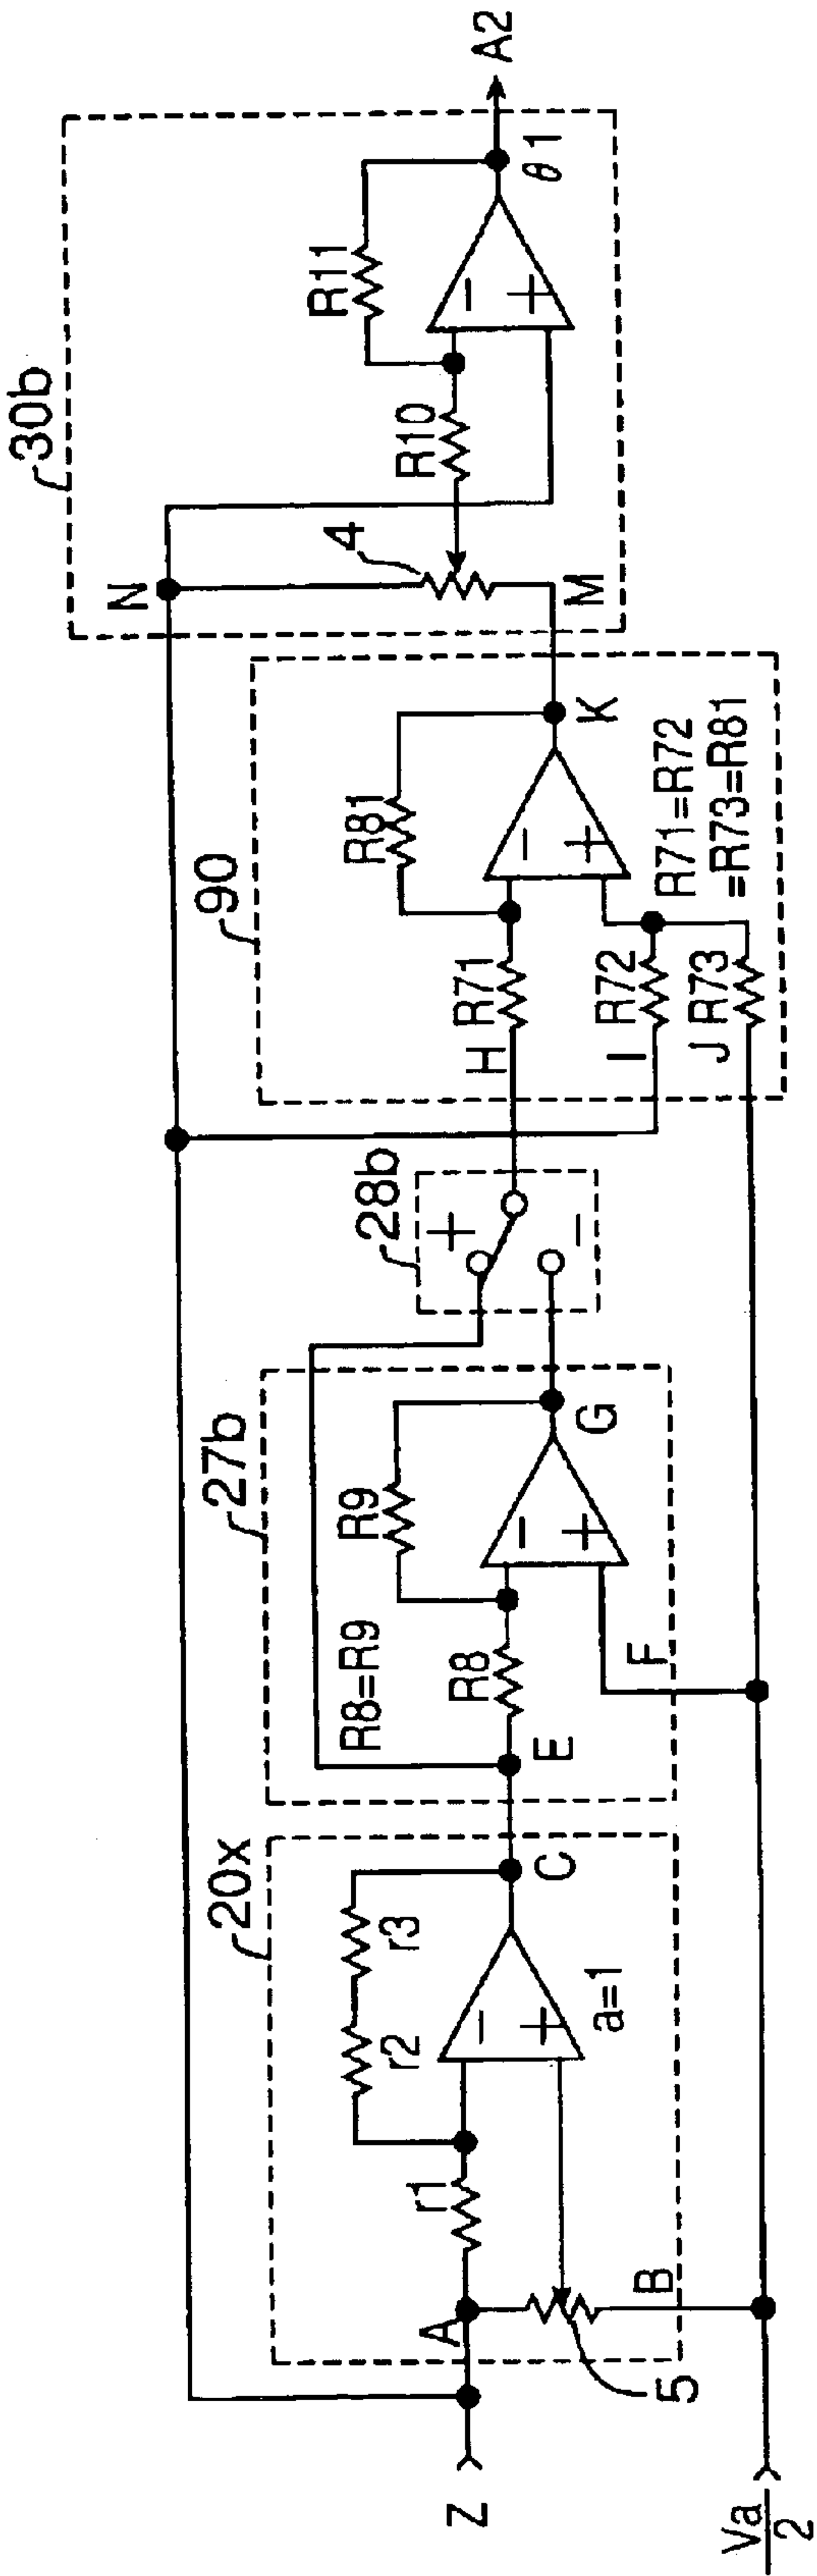 30b
R11
θ1
A2
R10
4
N
M
90
R81
R71
H
K
R72
I
R73
J
R71=R72
=R73=R81
28b
+
−
27b
R8=R9
R9
R8
E
F
G
−
+
20x
r1
r2
r3
−
+
a=1
A
B
C
5
Z
Va
2
−
+
−
+